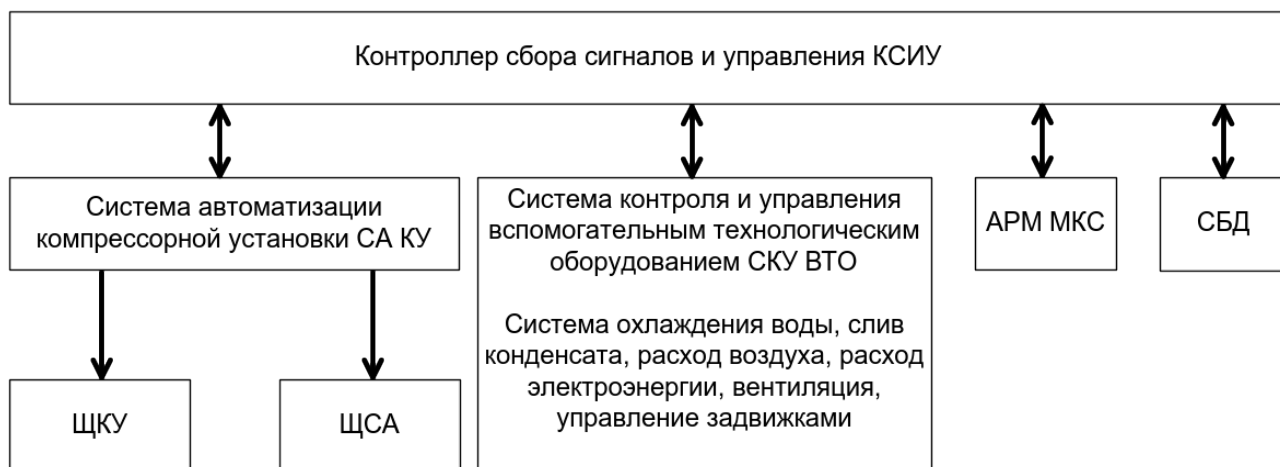 Контроллер сбора сигналов и управления КСИУ
Система автоматизации
компрессорной установки СА КУ
Система контроля и управления
вспомогательным технологическим
оборудованием СКУ ВТО
Система охлаждения воды, слив
конденсата, расход воздуха, расход
электроэнергии, вентиляция,
управление задвижками
АРМ МКС
СБД
ЩКУ
ЩСА